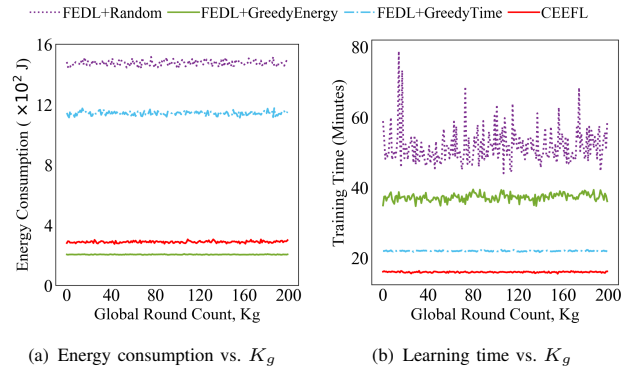 FEDL+Random FEDL+GreedyEnergy FEDL+GreedyTime CEEFL
Energy Consumption ( ×10² J)
16
12
8
4
0
0 40 80 120 160 200
Global Round Count, Kg
(a) Energy consumption vs. K_g
Training Time (Minutes)
80
60
40
20
0 40 80 120 160 200
Global Round Count, Kg
(b) Learning time vs. K_g